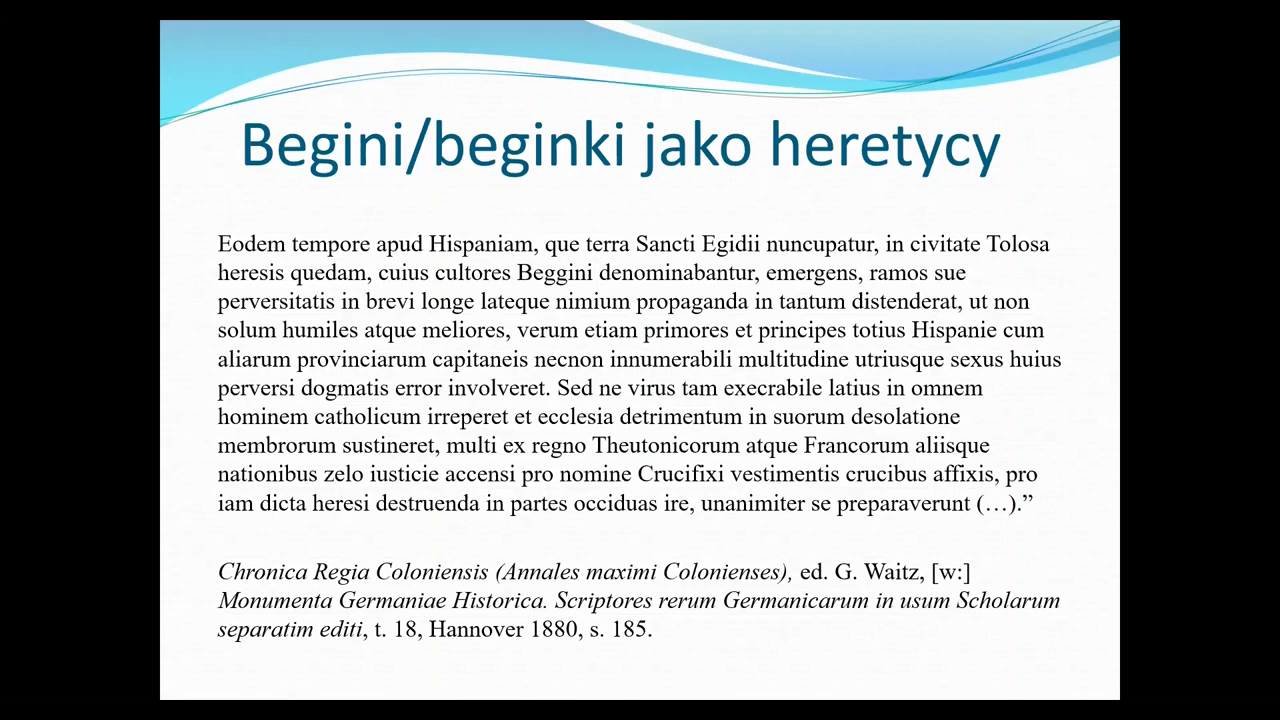 Begini/beginki jako heretycy
Eodem tempore apud Hispaniam, que terra Sancti Egidii nuncupatur, in civitate Tolosa
heresis quedam, cuius cultores Beggini denominabantur, emergens, ramos sue
perversitatis in brevi longe lateque nimium propaganda in tantum distenderat, ut non
solum humiles atque meliores, verum etiam primores et principes totius Hispanie cum
aliarum provinciarum capitaneis necnon innumerabili multitudine utriusque sexus huius
perversi dogmatis error involveret. Sed ne virus tam execrabile latius in omnem
hominem catholicum irreperet et ecclesia detrimentum in suorum desolatione
membrorum sustineret, multi ex regno Theutonicorum atque Francorum aliisque
nationibus zelo iusticie accensi pro nomine Crucifixi vestimentis crucibus affixis, pro
iam dicta heresi destruenda in partes occiduas ire, unanimiter se preparaverunt (…).”
Chronica Regia Coloniensis (Annales maximi Colonienses), ed. G. Waitz, [w:]
Monumenta Germaniae Historica. Scriptores rerum Germanicarum in usum Scholarum
separatim editi, t. 18, Hannover 1880, s. 185.